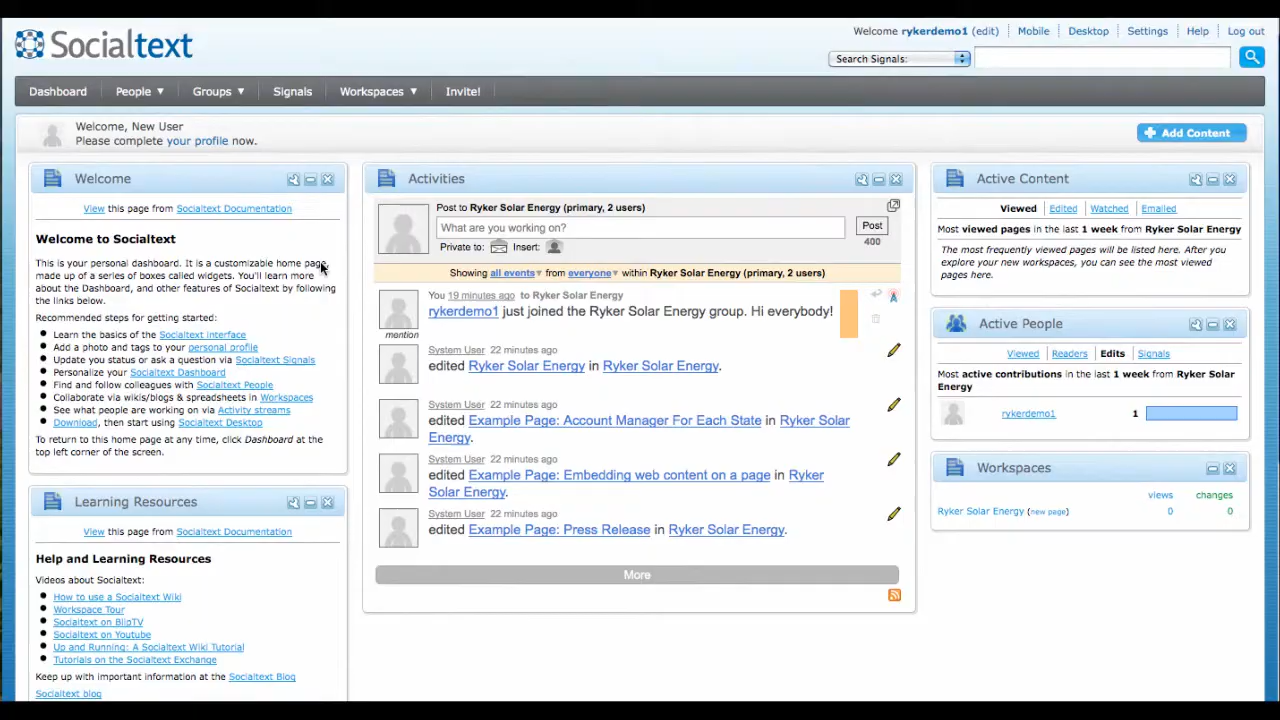 Socialtext
Welcome rykerdemo1 (edit) Mobile Desktop Settings Help Log out
Search Signals:
Dashboard People ▼ Groups ▼ Signals Workspaces ▼ Invite!
Welcome, New User
Please complete your profile now.
Add Content
Welcome
View this page from Socialtext Documentation
Welcome to Socialtext
This is your personal dashboard. It is a customizable home page,
made up of a series of boxes called widgets. You'll learn more
about the Dashboard, and other features of Socialtext by following
the links below.
Recommended steps for getting started:
Learn the basics of the Socialtext interface
Add a photo and tags to your personal profile
Update you status or ask a question via Socialtext Signals
Personalize your Socialtext Dashboard
Find and follow colleagues with Socialtext People
Collaborate via wikis/blogs & spreadsheets in Workspaces
See what people are working on via Activity streams
Download, then start using Socialtext Desktop
To return to this home page at any time, click Dashboard at the
top left corner of the screen.
Learning Resources
View this page from Socialtext Documentation
Help and Learning Resources
Videos about Socialtext:
How to use a Socialtext Wiki
Workspace Tour
Socialtext on BlipTV
Socialtext on Youtube
Up and Running: A Socialtext Wiki Tutorial
Tutorials on the Socialtext Exchange
Keep up with important information at the Socialtext Blog
Socialtext blog
Activities
Post to Ryker Solar Energy (primary, 2 users)
What are you working on?
Post
Private to: Insert:
400
Showing all events▼ from everyone▼ within Ryker Solar Energy (primary, 2 users)
You 19 minutes ago to Ryker Solar Energy
rykerdemo1 just joined the Ryker Solar Energy group. Hi everybody!
mention
System User 22 minutes ago
edited Ryker Solar Energy in Ryker Solar Energy.
System User 22 minutes ago
edited Example Page: Account Manager For Each State in Ryker Solar
Energy.
System User 22 minutes ago
edited Example Page: Embedding web content on a page in Ryker
Solar Energy.
System User 22 minutes ago
edited Example Page: Press Release in Ryker Solar Energy.
More
Active Content
Viewed Edited Watched Emailed
Most viewed pages in the last 1 week from Ryker Solar Energy
The most frequently viewed pages will be listed here. After you
explore your new workspaces, you can see the most viewed
pages here.
Active People
Viewed Readers Edits Signals
Most active contributions in the last 1 week from Ryker Solar
Energy
rykerdemo1 1
Workspaces
views changes
Ryker Solar Energy (new page) 0 0